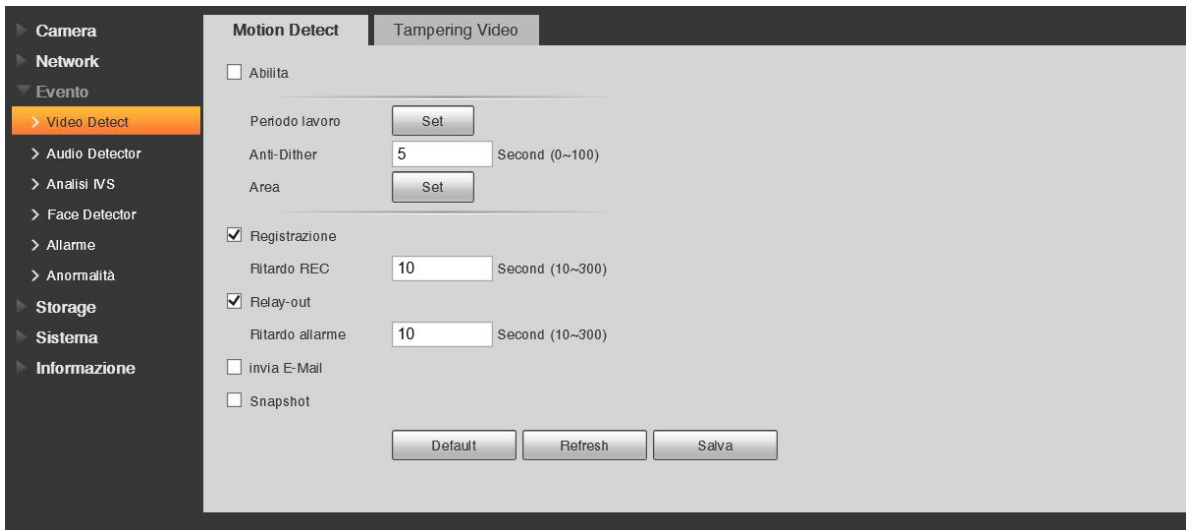 Camera
Network
Evento
Video Detect
Audio Detector
Analisi IVS
Face Detector
Allarme
Anormalità
Storage
Sistema
Informazione
Motion Detect
Tampering Video
Abilita
Periodo lavoro Set
Anti-Dither 5 Second (0~100)
Area Set
Registrazione
Ritardo REC 10 Second (10~300)
Relay-out
Ritardo allarme 10 Second (10~300)
invia E-Mail
Snapshot
Default Refresh Salva